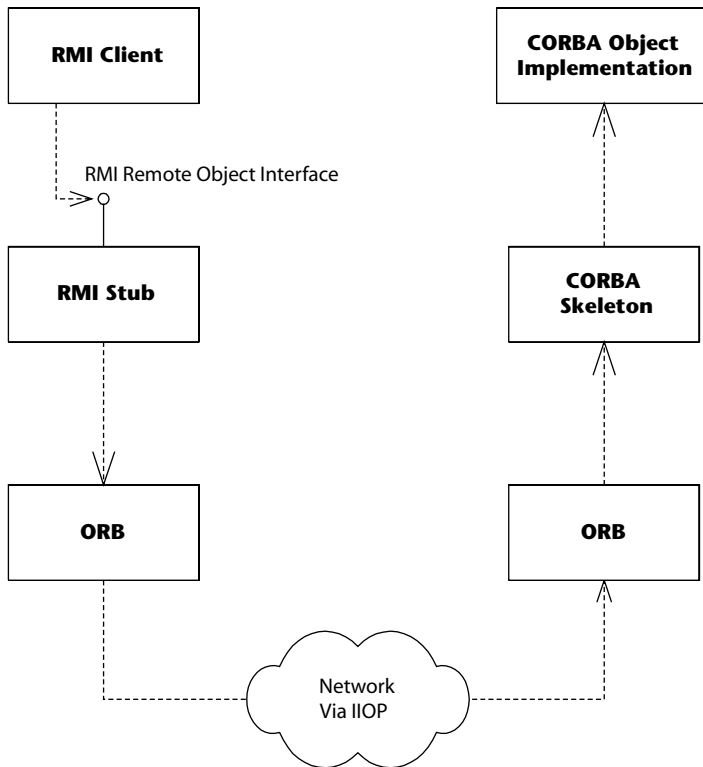 RMI Client
CORBA Object
Implementation
RMI Remote Object Interface
RMI Stub
CORBA
Skeleton
ORB
ORB
Network
Via IIOP